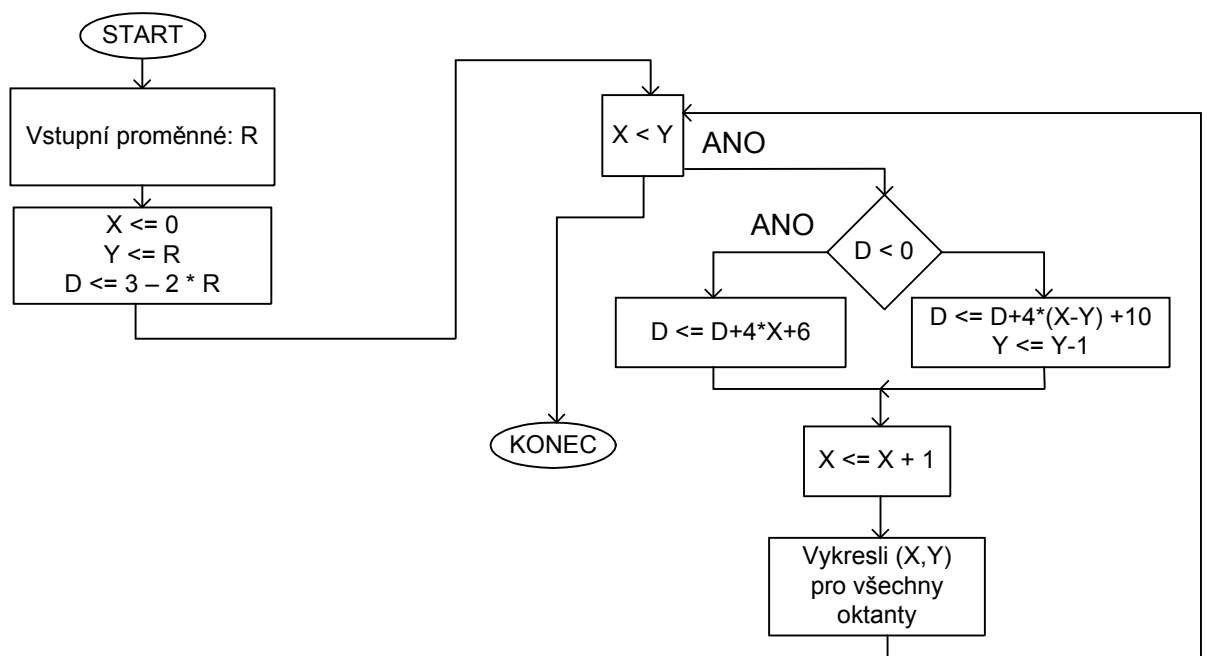 START
Vstupní proměnné: R
X <= 0
Y <= R
D <= 3 – 2 * R
X < Y
ANO
ANO
D < 0
D <= D+4*X+6
D <= D+4*(X-Y) +10
Y <= Y-1
KONEC
X <= X + 1
Vykresli (X,Y)
pro všechny
oktanty